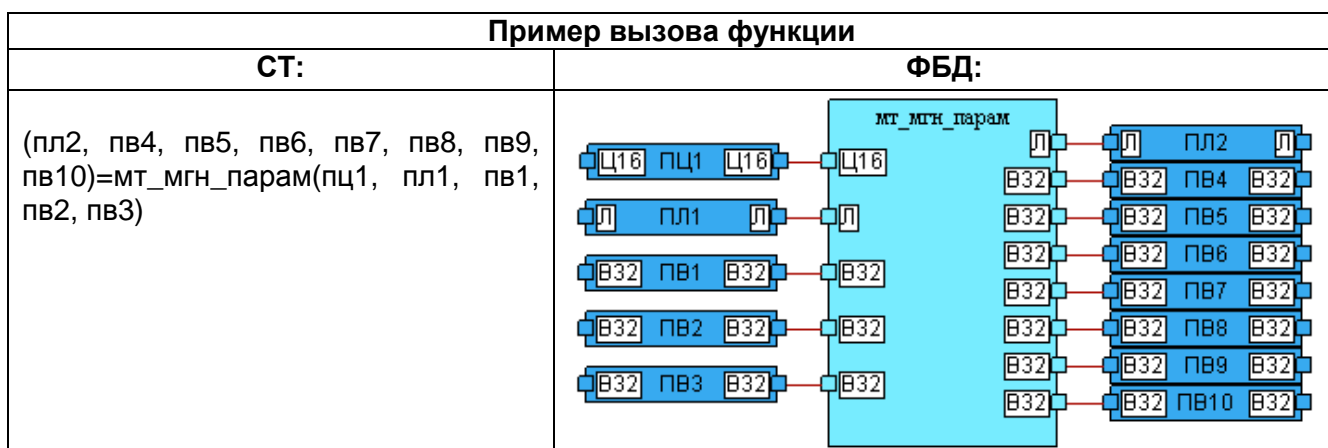 Пример вызова функции
СТ:
ФБД:
(пл2, пв4, пв5, пв6, пв7, пв8, пв9,
пв10)=мт_мгн_парам(пц1, пл1, пв1,
пв2, пв3)
мт_мгн_парам
Ц16 ПЦ1 Ц16 Ц16
Л ПЛ1 Л Л
В32 ПВ1 В32 В32
В32 ПВ2 В32 В32
В32 ПВ3 В32 В32
Л Л ПЛ2 Л
В32 В32 ПВ4 В32
В32 В32 ПВ5 В32
В32 В32 ПВ6 В32
В32 В32 ПВ7 В32
В32 В32 ПВ8 В32
В32 В32 ПВ9 В32
В32 В32 ПВ10 В32